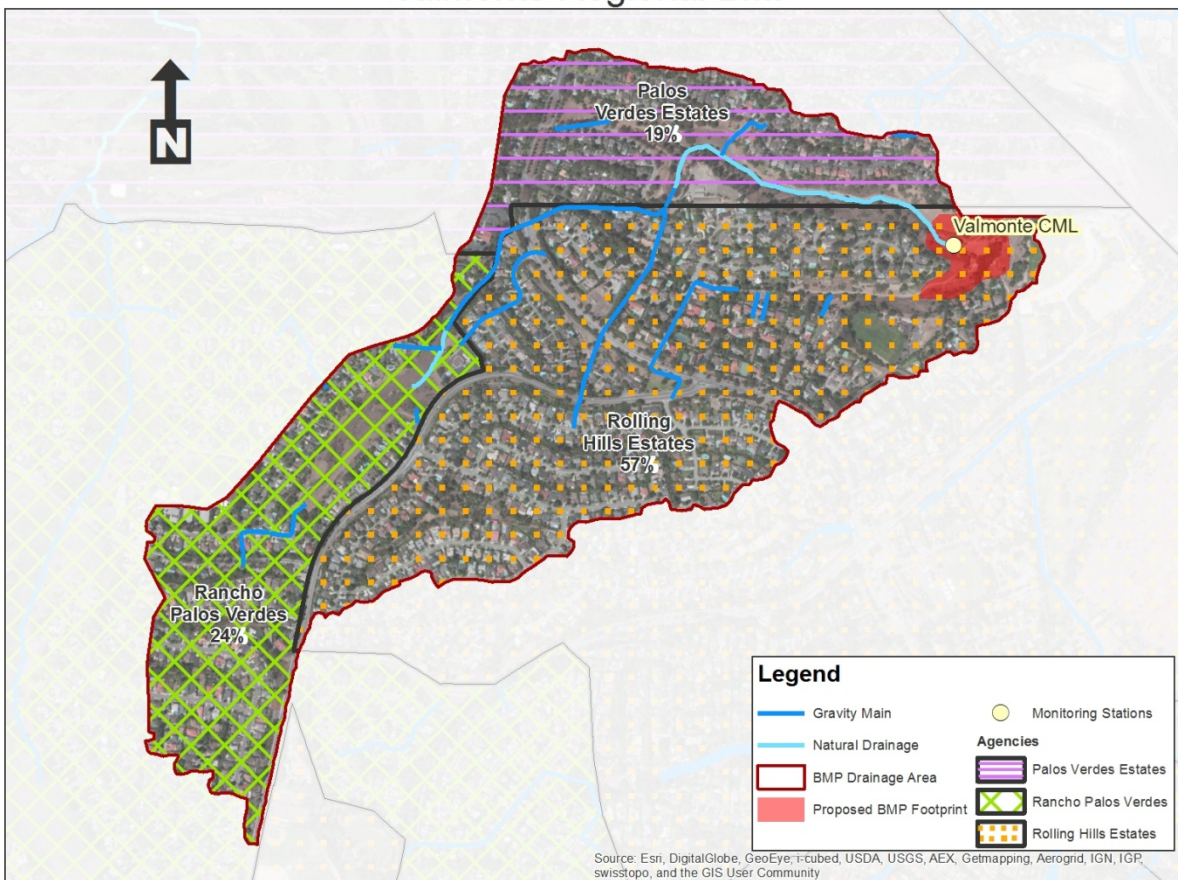 N
Palos
Verdes Estates
19%
Valmonte CML
Rolling
Hills Estates
57%
Rancho
Palos Verdes
24%
Legend
Gravity Main
Natural Drainage
BMP Drainage Area
Proposed BMP Footprint
Monitoring Stations
Agencies
Palos Verdes Estates
Rancho Palos Verdes
Rolling Hills Estates
Source: Esri, DigitalGlobe, GeoEye, i-cubed, USDA, USGS, AEX, Getmapping, Aerogrid, IGN, IGP,
swisstopo, and the GIS User Community